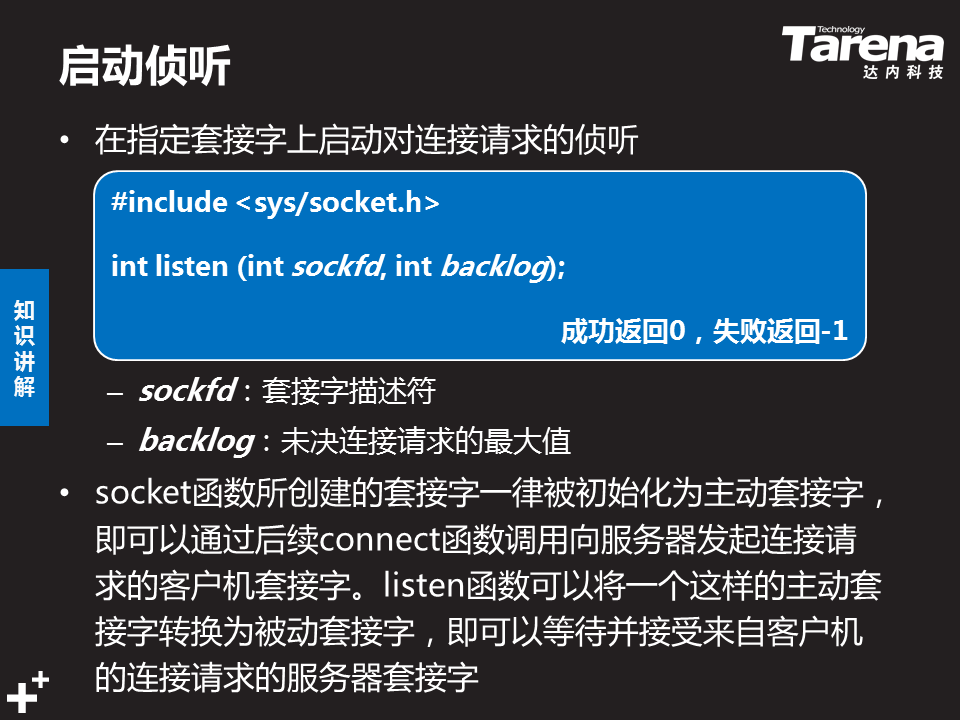 启动侦听
Technology
Tarena
达内科技
• 在指定套接字上启动对连接请求的侦听
#include <sys/socket.h>
int listen (int sockfd, int backlog);
成功返回0，失败返回-1
知识讲解
– sockfd：套接字描述符
– backlog：未决连接请求的最大值
• socket函数所创建的套接字一律被初始化为主动套接字，
即可以通过后续connect函数调用向服务器发起连接请
求的客户机套接字。listen函数可以将一个这样的主动套
接字转换为被动套接字，即可以等待并接受来自客户机
的连接请求的服务器套接字